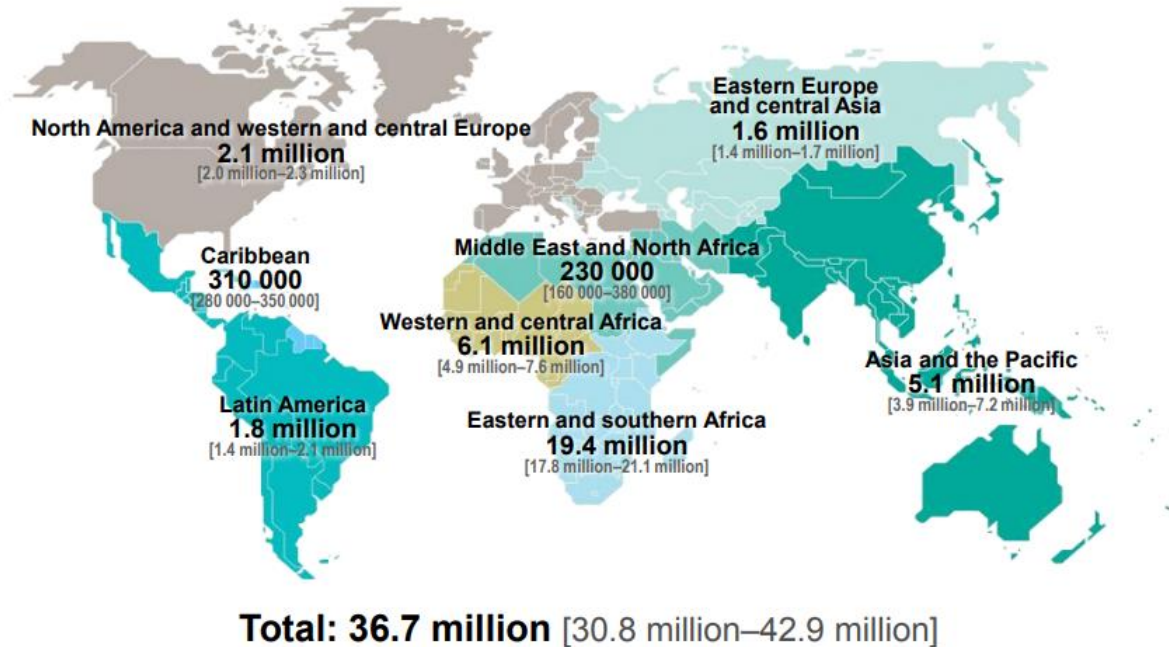 Eastern Europe
and central Asia
1.6 million
[1.4 million–1.7 million]
North America and western and central Europe
2.1 million
[2.0 million–2.3 million]
Middle East and North Africa
230 000
[160 000–380 000]
Caribbean
310 000
[280 000–350 000]
Western and central Africa
6.1 million
[4.9 million–7.6 million]
Asia and the Pacific
5.1 million
[3.9 million–7.2 million]
Latin America
1.8 million
[1.4 million–2.1 million]
Eastern and southern Africa
19.4 million
[17.8 million–21.1 million]
Total: 36.7 million [30.8 million–42.9 million]